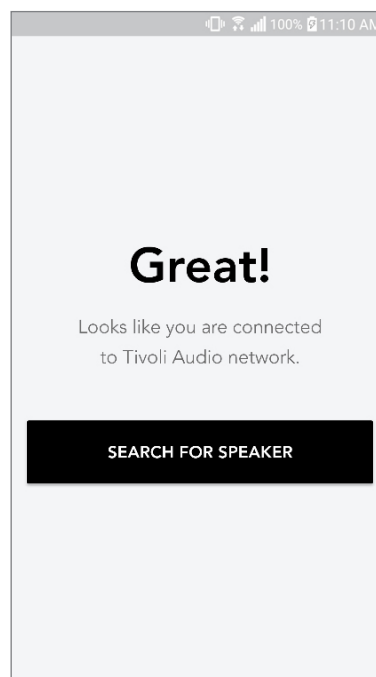 100% 11:10 AM
Great!
Looks like you are connected
to Tivoli Audio network.
SEARCH FOR SPEAKER